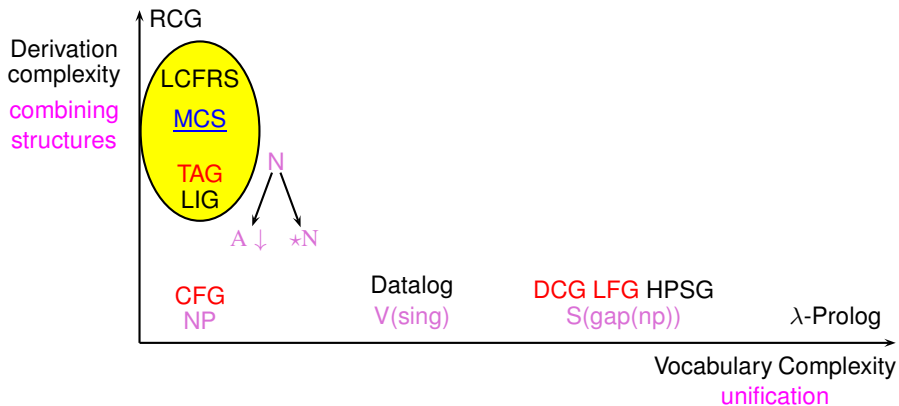 RCG
Derivation
complexity
combining
structures
LCFRS
MCS
TAG
LIG
N
A ↓ ⋆N
CFG
NP
Datalog
V(sing)
DCG LFG HPSG
S(gap(np))
λ-Prolog
Vocabulary Complexity
unification